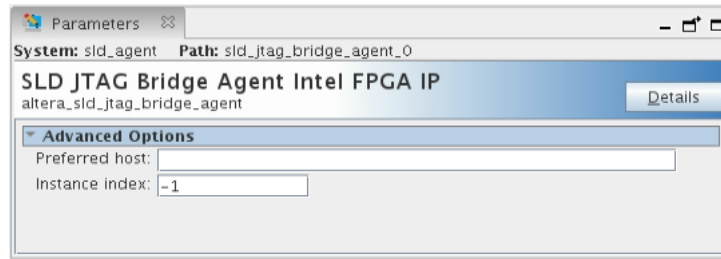 Parameters
System: sld_agent Path: sld_jtag_bridge_agent_0
SLD JTAG Bridge Agent Intel FPGA IP
altera_sld_jtag_bridge_agent
Details
Advanced Options
Preferred host:
Instance index: -1